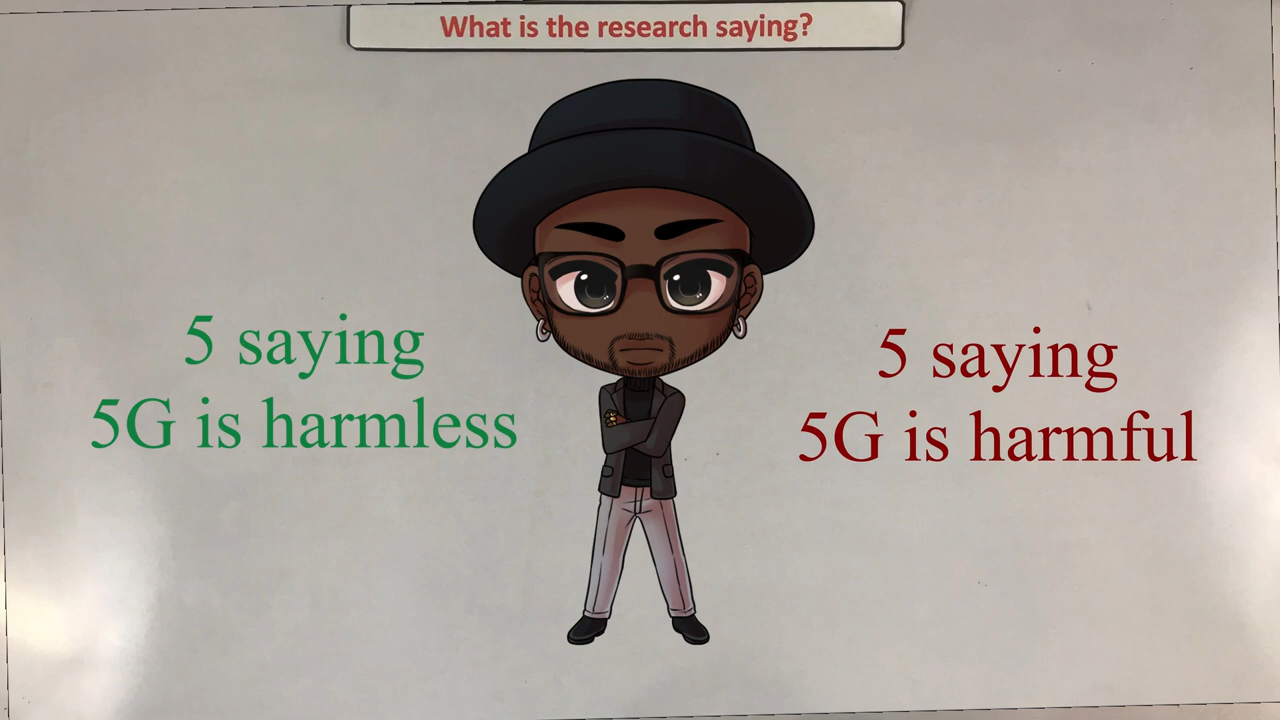 What is the research saying?
5 saying
5G is harmless
5 saying
5G is harmful